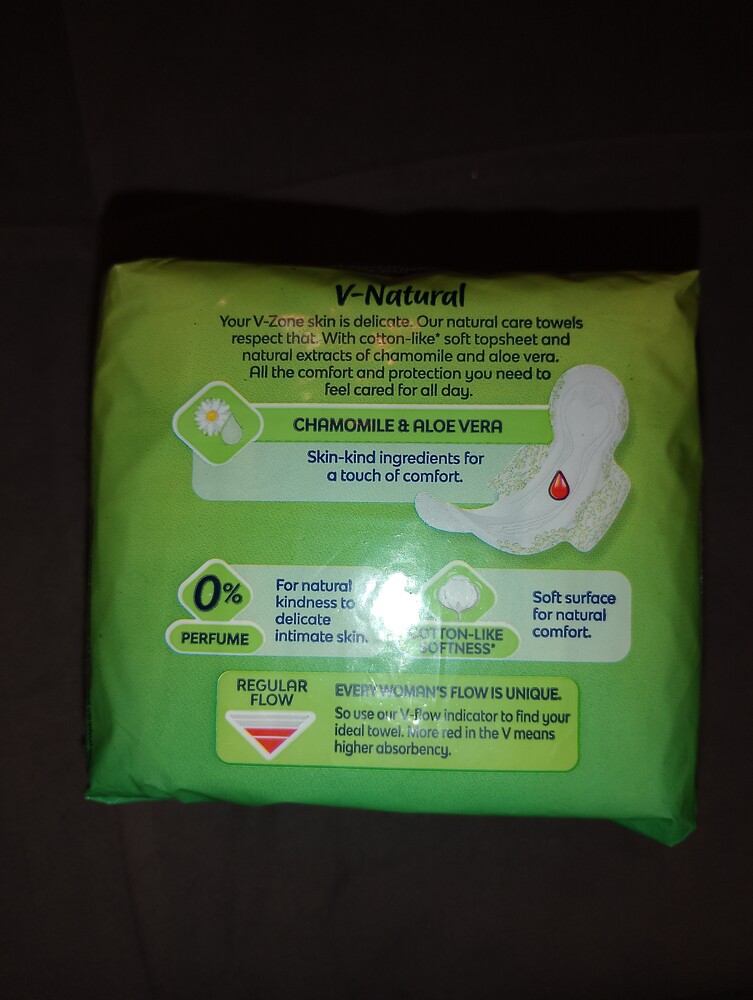 V-Natural
Your V-Zone skin is delicate. Our natural care towels
respect that. With cotton-like* soft topsheet and
natural extracts of chamomile and aloe vera.
All the comfort and protection you need to
feel cared for all day.
CHAMOMILE & ALOE VERA
Skin-kind ingredients for
a touch of comfort.
0%
PERFUME
For natural
kindness to
delicate
intimate skin.
COTTON-LIKE
SOFTNESS*
Soft surface
for natural
comfort.
REGULAR
FLOW
EVERY WOMAN'S FLOW IS UNIQUE.
So use our V-flow indicator to find your
ideal towel. More red in the V means
higher absorbency.